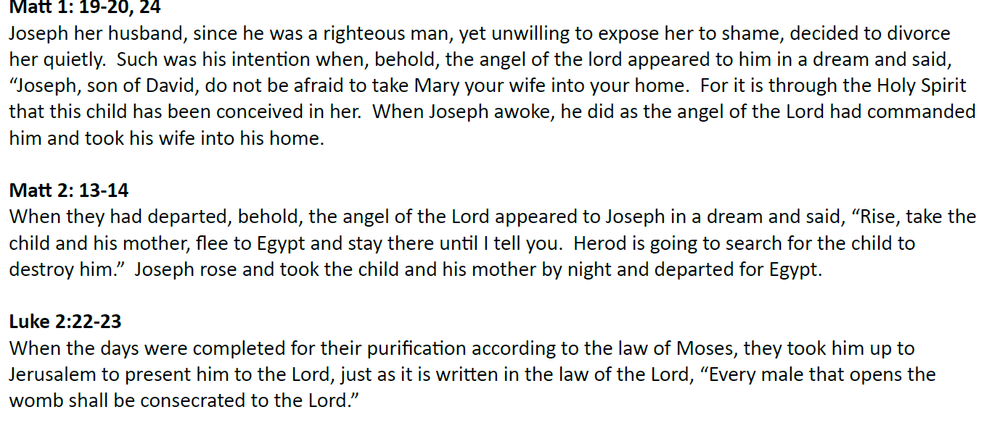 Matt 1: 19-20, 24
Joseph her husband, since he was a righteous man, yet unwilling to expose her to shame, decided to divorce
her quietly.  Such was his intention when, behold, the angel of the lord appeared to him in a dream and said,
“Joseph, son of David, do not be afraid to take Mary your wife into your home.  For it is through the Holy Spirit
that this child has been conceived in her.  When Joseph awoke, he did as the angel of the Lord had commanded
him and took his wife into his home.
Matt 2: 13-14
When they had departed, behold, the angel of the Lord appeared to Joseph in a dream and said, “Rise, take the
child and his mother, flee to Egypt and stay there until I tell you.  Herod is going to search for the child to
destroy him.”  Joseph rose and took the child and his mother by night and departed for Egypt.
Luke 2:22-23
When the days were completed for their purification according to the law of Moses, they took him up to
Jerusalem to present him to the Lord, just as it is written in the law of the Lord, “Every male that opens the
womb shall be consecrated to the Lord.”